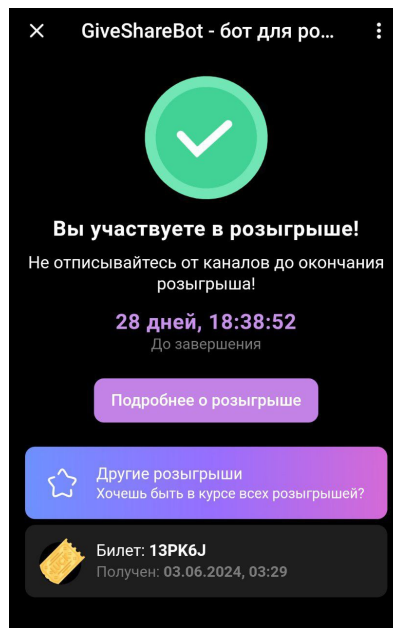 GiveShareBot - бот для ро...
Вы участвуете в розыгрыше!
Не отписывайтесь от каналов до окончания
розыгрыша!
28 дней, 18:38:52
До завершения
Подробнее о розыгрыше
Другие розыгрыши
Хочешь быть в курсе всех розыгрышей?
Билет: 13PK6J
Получен: 03.06.2024, 03:29